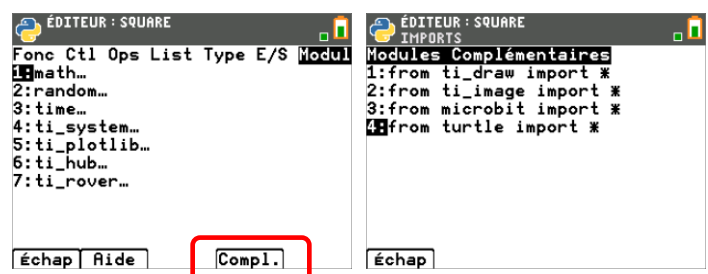 ÉDITEUR : SQUARE
Fonc Ctl Ops List Type E/S Modul
1:math…
2:random…
3:time…
4:ti_system…
5:ti_plotlib…
6:ti_hub…
7:ti_rover…
Échap Aide Compl.
ÉDITEUR : SQUARE
IMPORTS
Modules Complémentaires
1:from ti_draw import *
2:from ti_image import *
3:from microbit import *
4:from turtle import *
Échap